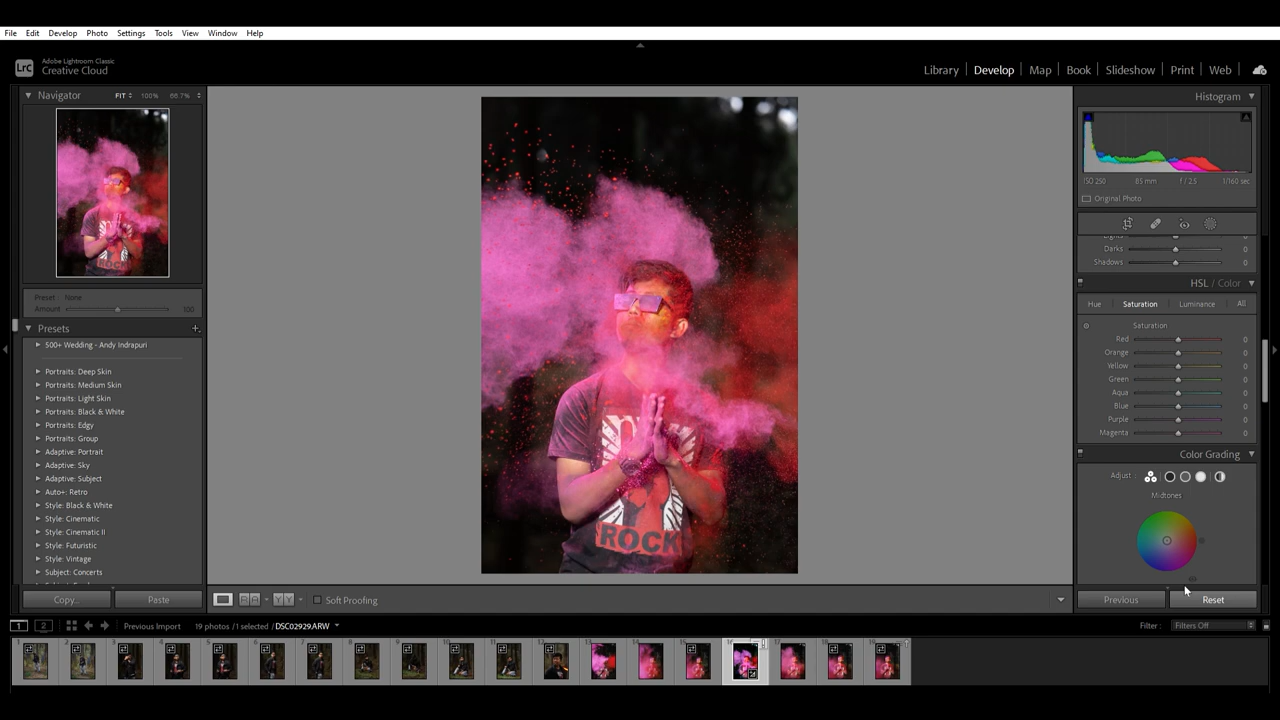 File Edit Develop Photo Settings Tools View Window Help
Lrc
Adobe Lightroom Classic
Creative Cloud
Library Develop Map Book Slideshow Print Web
Navigator FIT 100% 66.7%
Preset : None
Amount 100
Presets
500+ Wedding - Andy Indrapuri
Portraits: Deep Skin
Portraits: Medium Skin
Portraits: Light Skin
Portraits: Black & White
Portraits: Edgy
Portraits: Group
Adaptive: Portrait
Adaptive: Sky
Adaptive: Subject
Auto+: Retro
Style: Black & White
Style: Cinematic
Style: Cinematic II
Style: Futuristic
Style: Vintage
Subject: Concerts
Copy... Paste
ROCK
Soft Proofing
Histogram
ISO 250 85 mm f / 2.5 1/160 sec
Original Photo
Darks 0
Shadows 0
HSL / Color
Hue Saturation Luminance All
Saturation
Red 0
Orange 0
Yellow 0
Green 0
Aqua 0
Blue 0
Purple 0
Magenta 0
Color Grading
Adjust :
Midtones
Previous Reset
1 2 Previous Import 19 photos / 1 selected / DSC02929.ARW
Filter : Filters Off